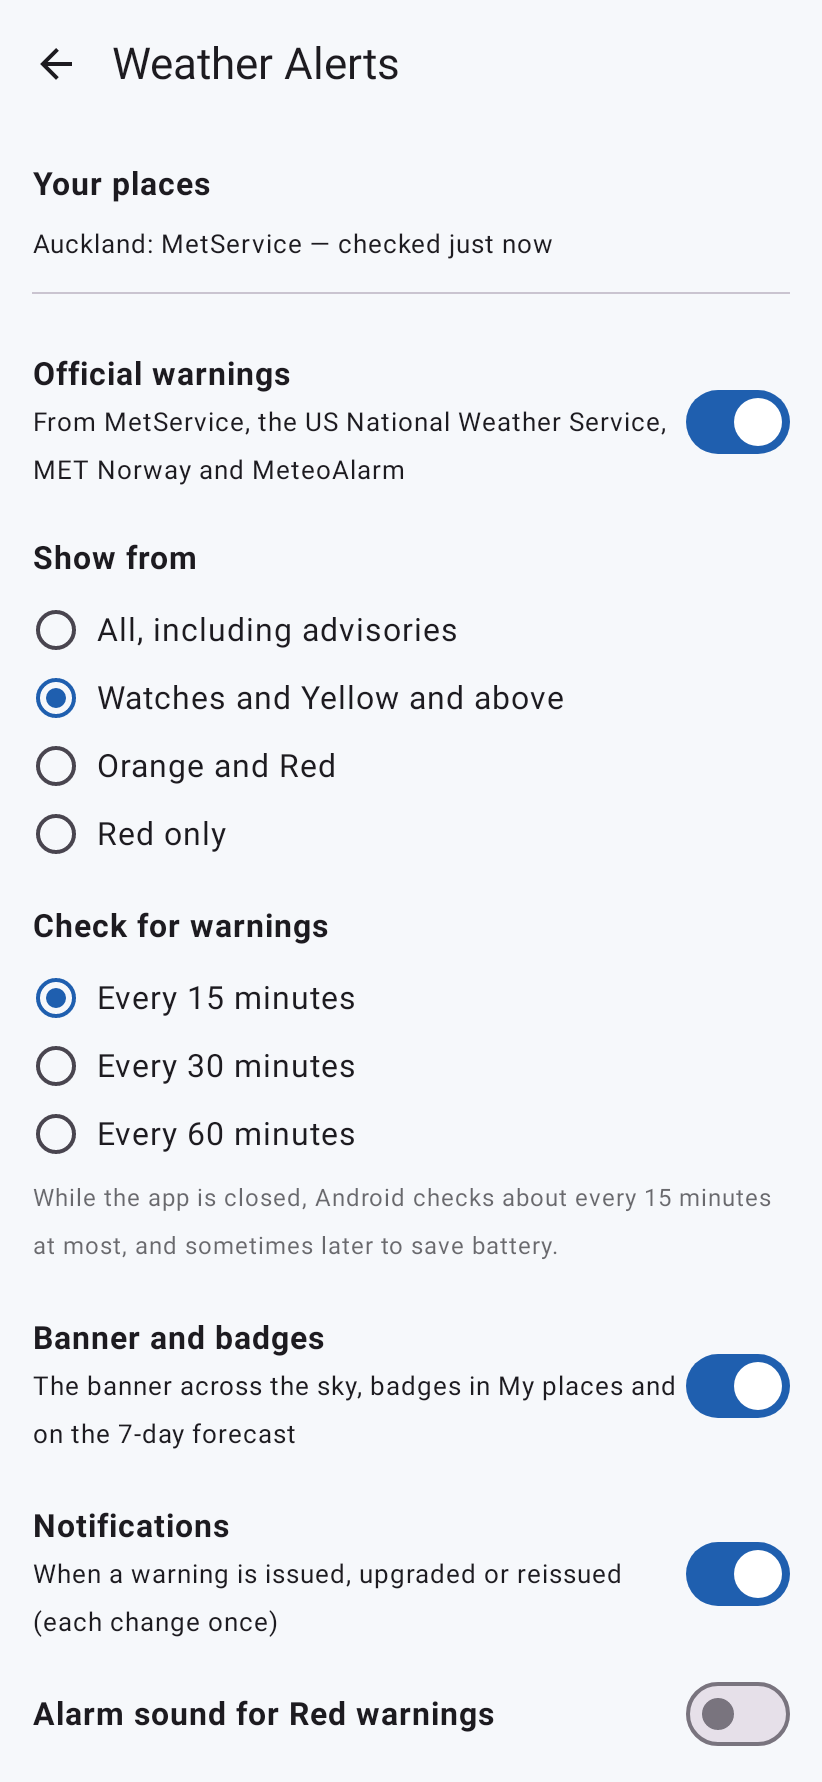 Weather Alerts
Your places
Auckland: MetService — checked just now
Official warnings
From MetService, the US National Weather Service,
MET Norway and MeteoAlarm
Show from
All, including advisories
Watches and Yellow and above
Orange and Red
Red only
Check for warnings
Every 15 minutes
Every 30 minutes
Every 60 minutes
While the app is closed, Android checks about every 15 minutes
at most, and sometimes later to save battery.
Banner and badges
The banner across the sky, badges in My places and
on the 7-day forecast
Notifications
When a warning is issued, upgraded or reissued
(each change once)
Alarm sound for Red warnings